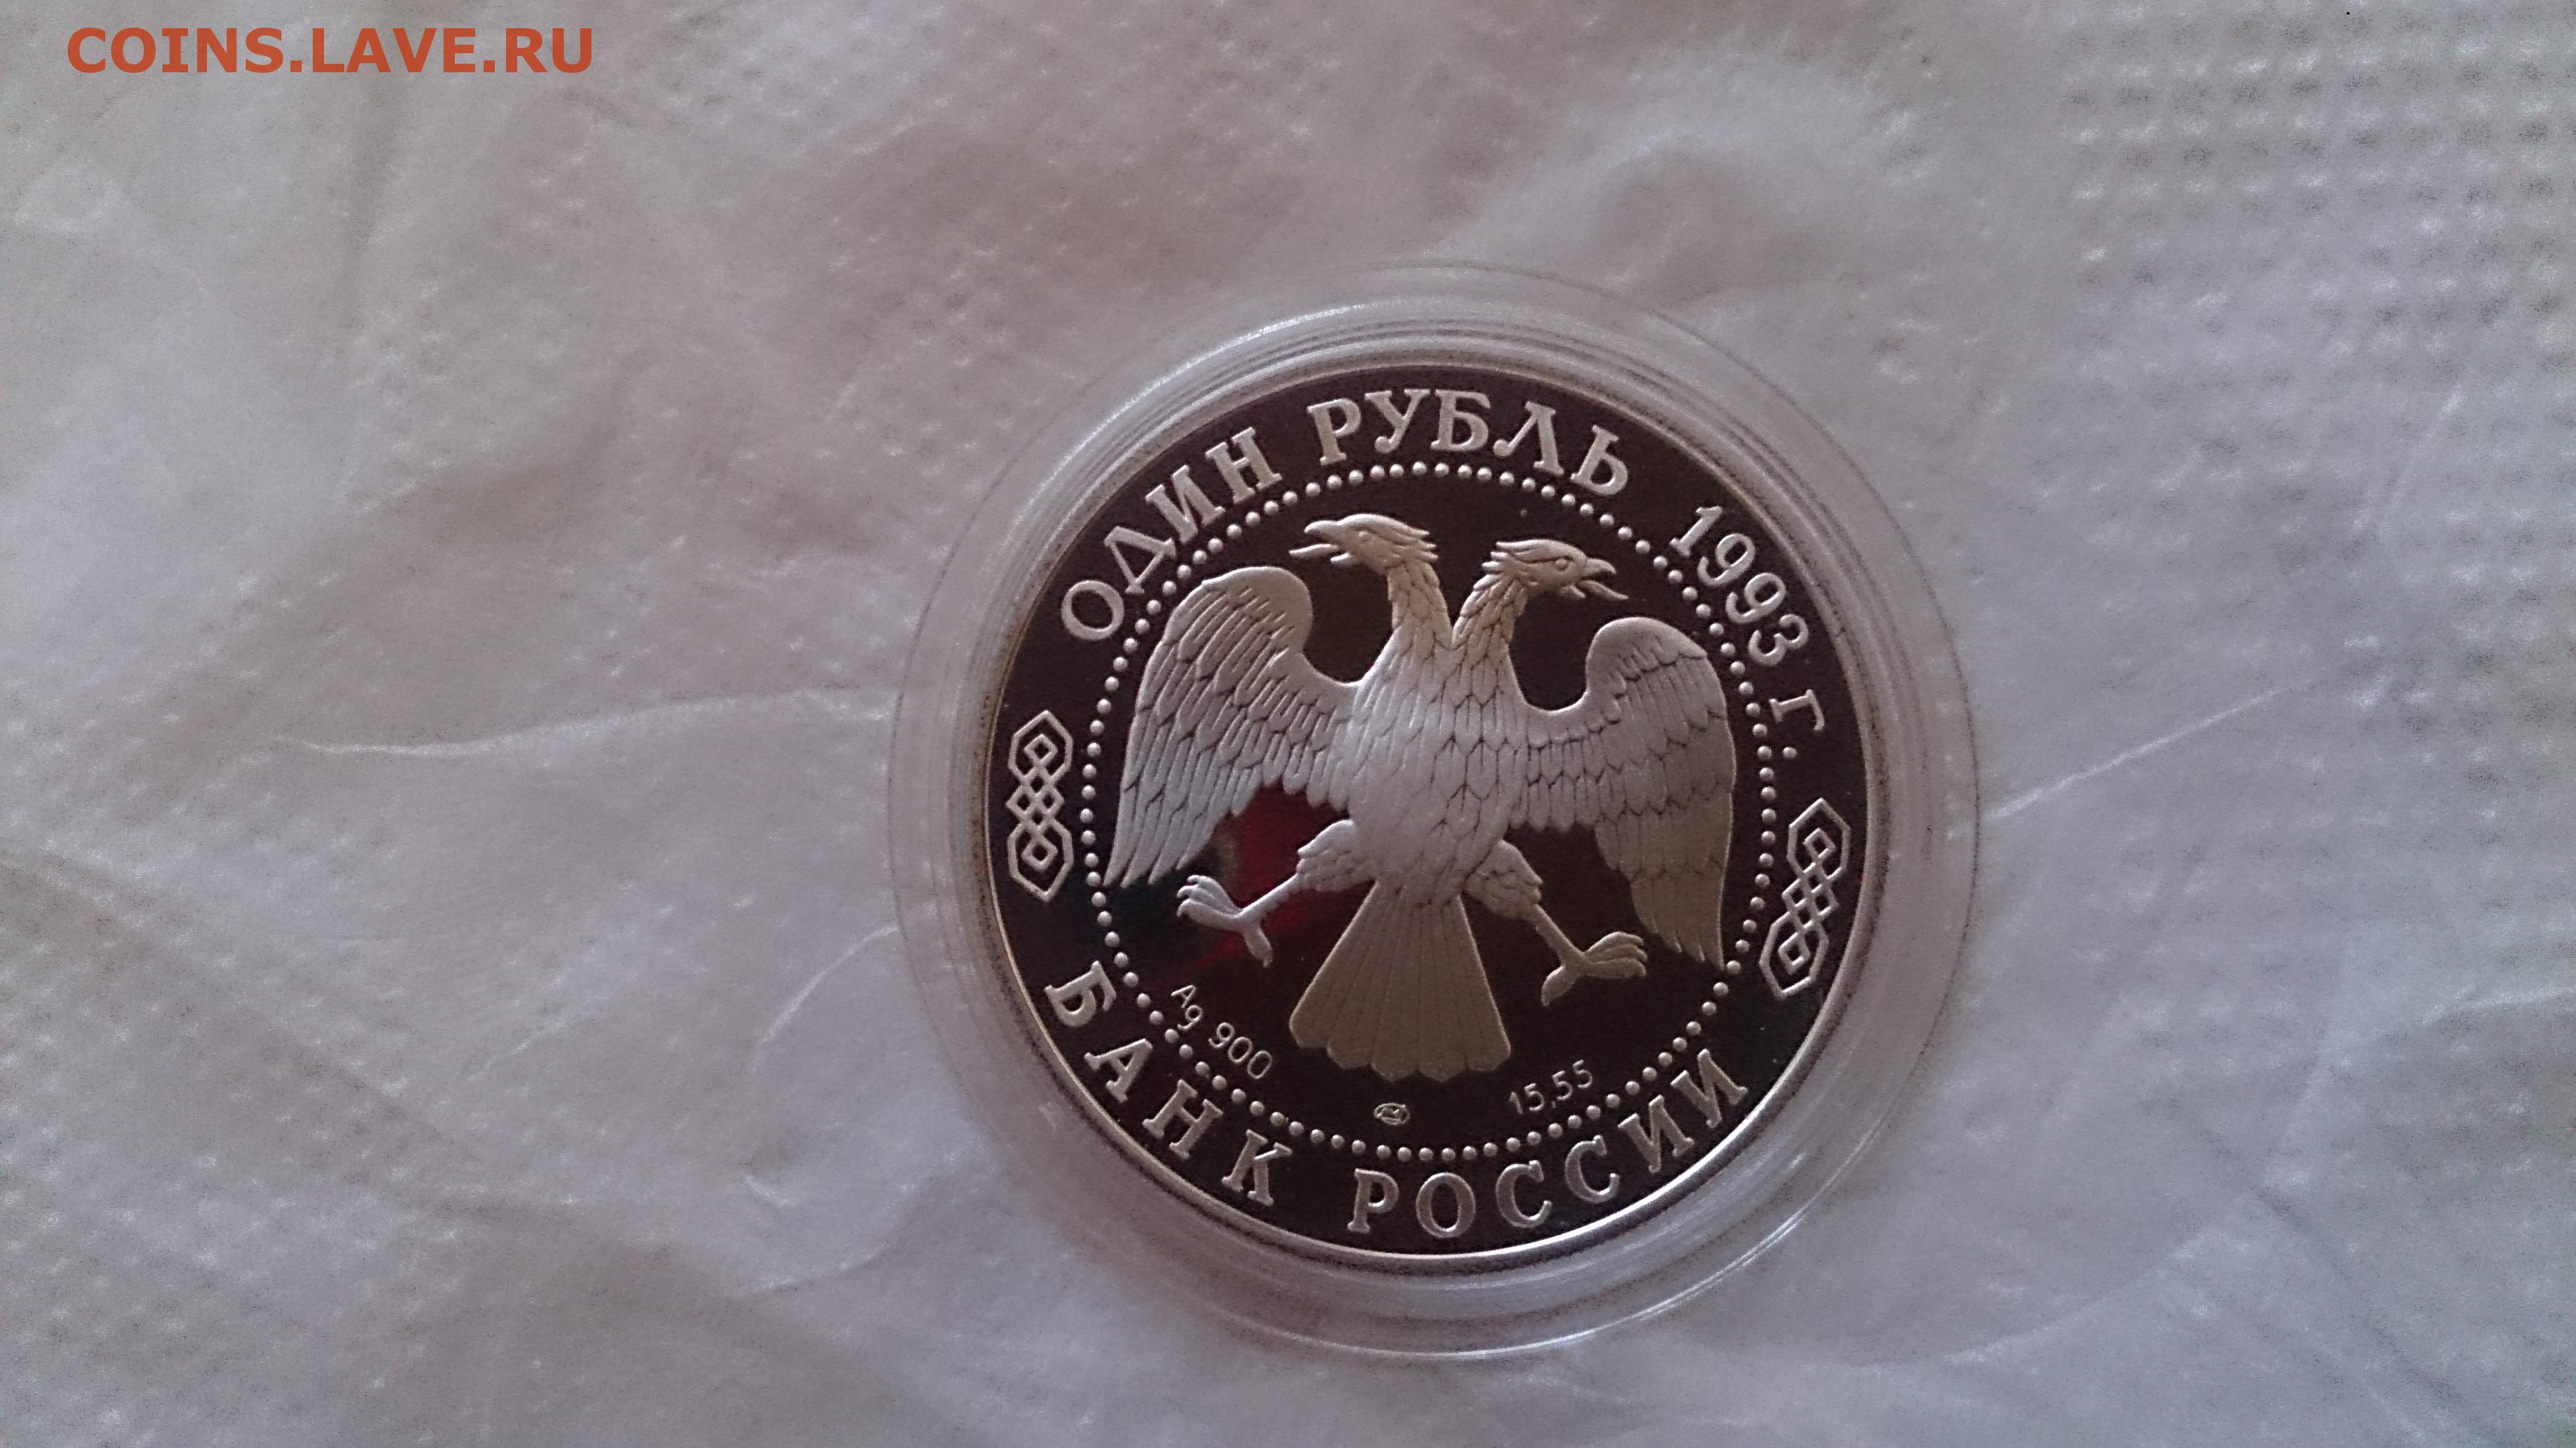 COINS.LAVE.RU
ОДИН РУБЛЬ 1993 Г.
Ag 900
15,55
БАНК РОССИИ